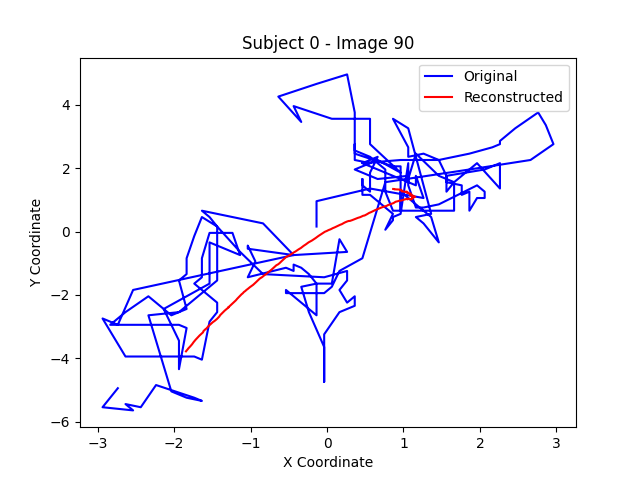 Subject 0 - Image 90
Original
Reconstructed
Y Coordinate
4
2
0
−2
−4
−6
−3
−2
−1
0
1
2
3
X Coordinate